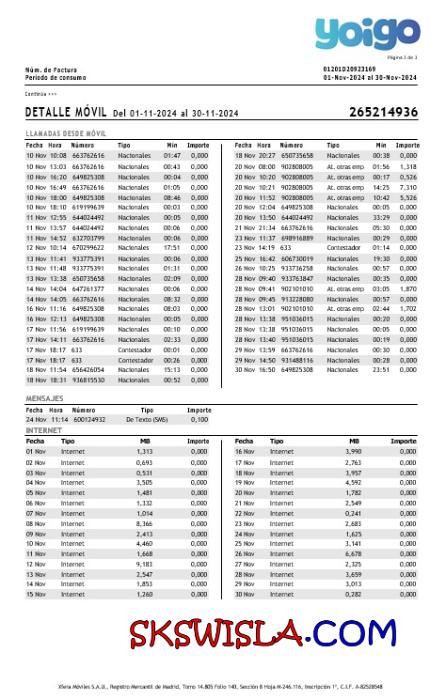 yoigo
Página 3 de 3
Núm. de Factura 01201D20923169
Periodo de consumo 01-Nov-2024 al 30-Nov-2024
Continúa >>>
DETALLE MÓVIL Del 01-11-2024 al 30-11-2024 265214936
LLAMADAS DESDE MÓVIL
Fecha Hora Número Tipo Min Importe
10 Nov 10:08 663762616 Nacionales 01:47 0,000
10 Nov 13:03 663762616 Nacionales 00:43 0,000
10 Nov 16:20 649825308 Nacionales 00:04 0,000
10 Nov 16:49 663762616 Nacionales 01:05 0,000
10 Nov 18:00 649825308 Nacionales 08:46 0,000
10 Nov 18:10 619199639 Nacionales 00:03 0,000
11 Nov 12:55 644024492 Nacionales 00:05 0,000
11 Nov 13:57 644024492 Nacionales 00:06 0,000
11 Nov 14:52 632703799 Nacionales 00:06 0,000
12 Nov 10:14 670299622 Nacionales 17:51 0,000
13 Nov 11:41 933775391 Nacionales 00:06 0,000
13 Nov 11:48 933775391 Nacionales 01:31 0,000
13 Nov 13:38 650735658 Nacionales 02:09 0,000
14 Nov 14:04 647261377 Nacionales 00:06 0,000
14 Nov 14:05 663762616 Nacionales 08:32 0,000
16 Nov 11:16 649825308 Nacionales 08:03 0,000
16 Nov 12:13 649825308 Nacionales 00:05 0,000
17 Nov 11:56 619199639 Nacionales 00:10 0,000
17 Nov 14:11 663762616 Nacionales 02:33 0,000
17 Nov 18:17 633 Contestador 00:01 0,000
17 Nov 18:17 633 Contestador 00:26 0,000
18 Nov 11:54 656426054 Nacionales 15:13 0,000
18 Nov 18:31 936815530 Nacionales 00:52 0,000
Fecha Hora Número Tipo Min Importe
18 Nov 20:27 650735658 Nacionales 00:38 0,000
20 Nov 08:00 902808005 At. otras emp 01:56 1,318
20 Nov 10:20 902808005 At. otras emp 00:17 0,526
20 Nov 10:21 902808005 At. otras emp 14:25 7,310
20 Nov 11:52 902808005 At. otras emp 10:42 5,526
20 Nov 12:04 649825308 Nacionales 00:05 0,000
20 Nov 13:50 644024492 Nacionales 33:29 0,000
21 Nov 21:34 663762616 Nacionales 05:30 0,000
23 Nov 11:37 698916889 Nacionales 00:29 0,000
23 Nov 14:19 633 Contestador 01:14 0,000
25 Nov 16:42 606730019 Nacionales 19:30 0,000
26 Nov 10:25 933736258 Nacionales 00:57 0,000
28 Nov 09:40 933763847 Nacionales 00:35 0,000
28 Nov 09:41 902101010 At. otras emp 03:05 1,870
28 Nov 09:45 913228080 Nacionales 00:57 0,000
28 Nov 13:01 902101010 At. otras emp 02:44 1,702
28 Nov 13:38 951036015 Nacionales 00:20 0,000
28 Nov 13:38 951036015 Nacionales 00:05 0,000
28 Nov 13:40 951036015 Nacionales 00:19 0,000
29 Nov 13:59 663762616 Nacionales 00:30 0,000
29 Nov 14:50 931488116 Nacionales 00:28 0,000
30 Nov 16:50 649825308 Nacionales 23:51 0,000
MENSAJES
Fecha Hora Número Tipo Importe
24 Nov 11:14 600124932 De Texto (SMS) 0,100
INTERNET
Fecha Tipo MB Importe
01 Nov Internet 1,313 0,000
02 Nov Internet 0,693 0,000
03 Nov Internet 0,531 0,000
04 Nov Internet 3,505 0,000
05 Nov Internet 1,481 0,000
06 Nov Internet 1,332 0,000
07 Nov Internet 1,014 0,000
08 Nov Internet 8,366 0,000
09 Nov Internet 2,413 0,000
10 Nov Internet 4,460 0,000
11 Nov Internet 1,668 0,000
12 Nov Internet 9,183 0,000
13 Nov Internet 2,547 0,000
14 Nov Internet 1,853 0,000
15 Nov Internet 1,260 0,000
Fecha Tipo MB Importe
16 Nov Internet 3,990 0,000
17 Nov Internet 2,763 0,000
18 Nov Internet 3,957 0,000
19 Nov Internet 4,592 0,000
20 Nov Internet 1,782 0,000
21 Nov Internet 2,549 0,000
22 Nov Internet 0,241 0,000
23 Nov Internet 2,683 0,000
24 Nov Internet 1,625 0,000
25 Nov Internet 3,141 0,000
26 Nov Internet 6,678 0,000
27 Nov Internet 2,325 0,000
28 Nov Internet 3,659 0,000
29 Nov Internet 3,013 0,000
30 Nov Internet 0,282 0,000
SKSWISLA.COM
Xfera Móviles S.A.U., Registro Mercantil de Madrid, Tomo 14.805 Folio 140, Sección 8 Hoja M-246.116, Inscripción 1ª, C.I.F. A-82528548